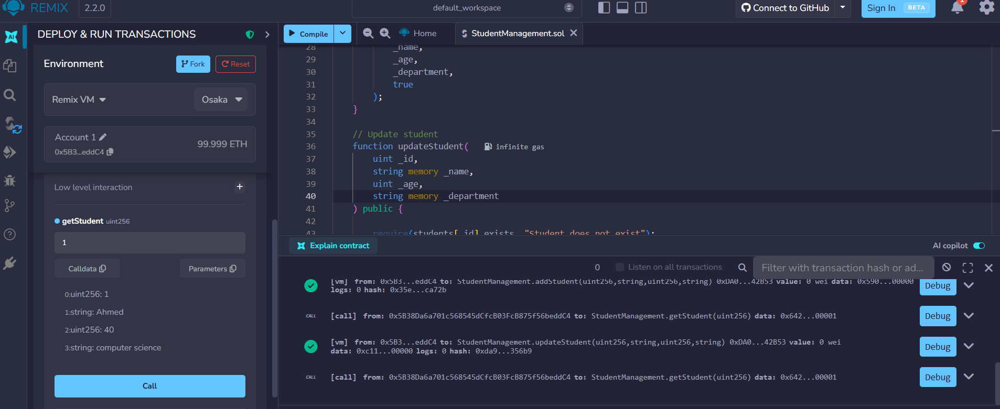 REMIX 2.2.0 default_workspace Connect to GitHub Sign In BETA 1
AI DEPLOY & RUN TRANSACTIONS
Environment Fork Reset
Remix VM Osaka
Account 1 99.999 ETH
0x5B3...eddC4
Low level interaction +
getStudent uint256
1
Calldata Parameters
0:uint256: 1
1:string: Ahmed
2:uint256: 40
3:string: computer science
Call
Compile Home StudentManagement.sol
28 _name,
29 _age,
30 _department,
31 true
32 );
33 }
34
35 // Update student
36 function updateStudent( infinite gas
37 uint _id,
38 string memory _name,
39 uint _age,
40 string memory _department
41 ) public {
42
43 require(students[_id].exists, "Student does not exist");
Explain contract AI copilot
0 Listen on all transactions Filter with transaction hash or ad...
[vm] from: 0x5B3...eddC4 to: StudentManagement.addStudent(uint256,string,uint256,string) 0xDA0...42B53 value: 0 wei data: 0x590...00000 Debug
logs: 0 hash: 0x35e...ca72b
CALL [call] from: 0x5B38Da6a701c568545dCfcB03FcB875f56beddC4 to: StudentManagement.getStudent(uint256) data: 0x642...00001 Debug
[vm] from: 0x5B3...eddC4 to: StudentManagement.updateStudent(uint256,string,uint256,string) 0xDA0...42B53 value: 0 wei Debug
data: 0xc11...00000 logs: 0 hash: 0xda9...356b9
CALL [call] from: 0x5B38Da6a701c568545dCfcB03FcB875f56beddC4 to: StudentManagement.getStudent(uint256) data: 0x642...00001 Debug